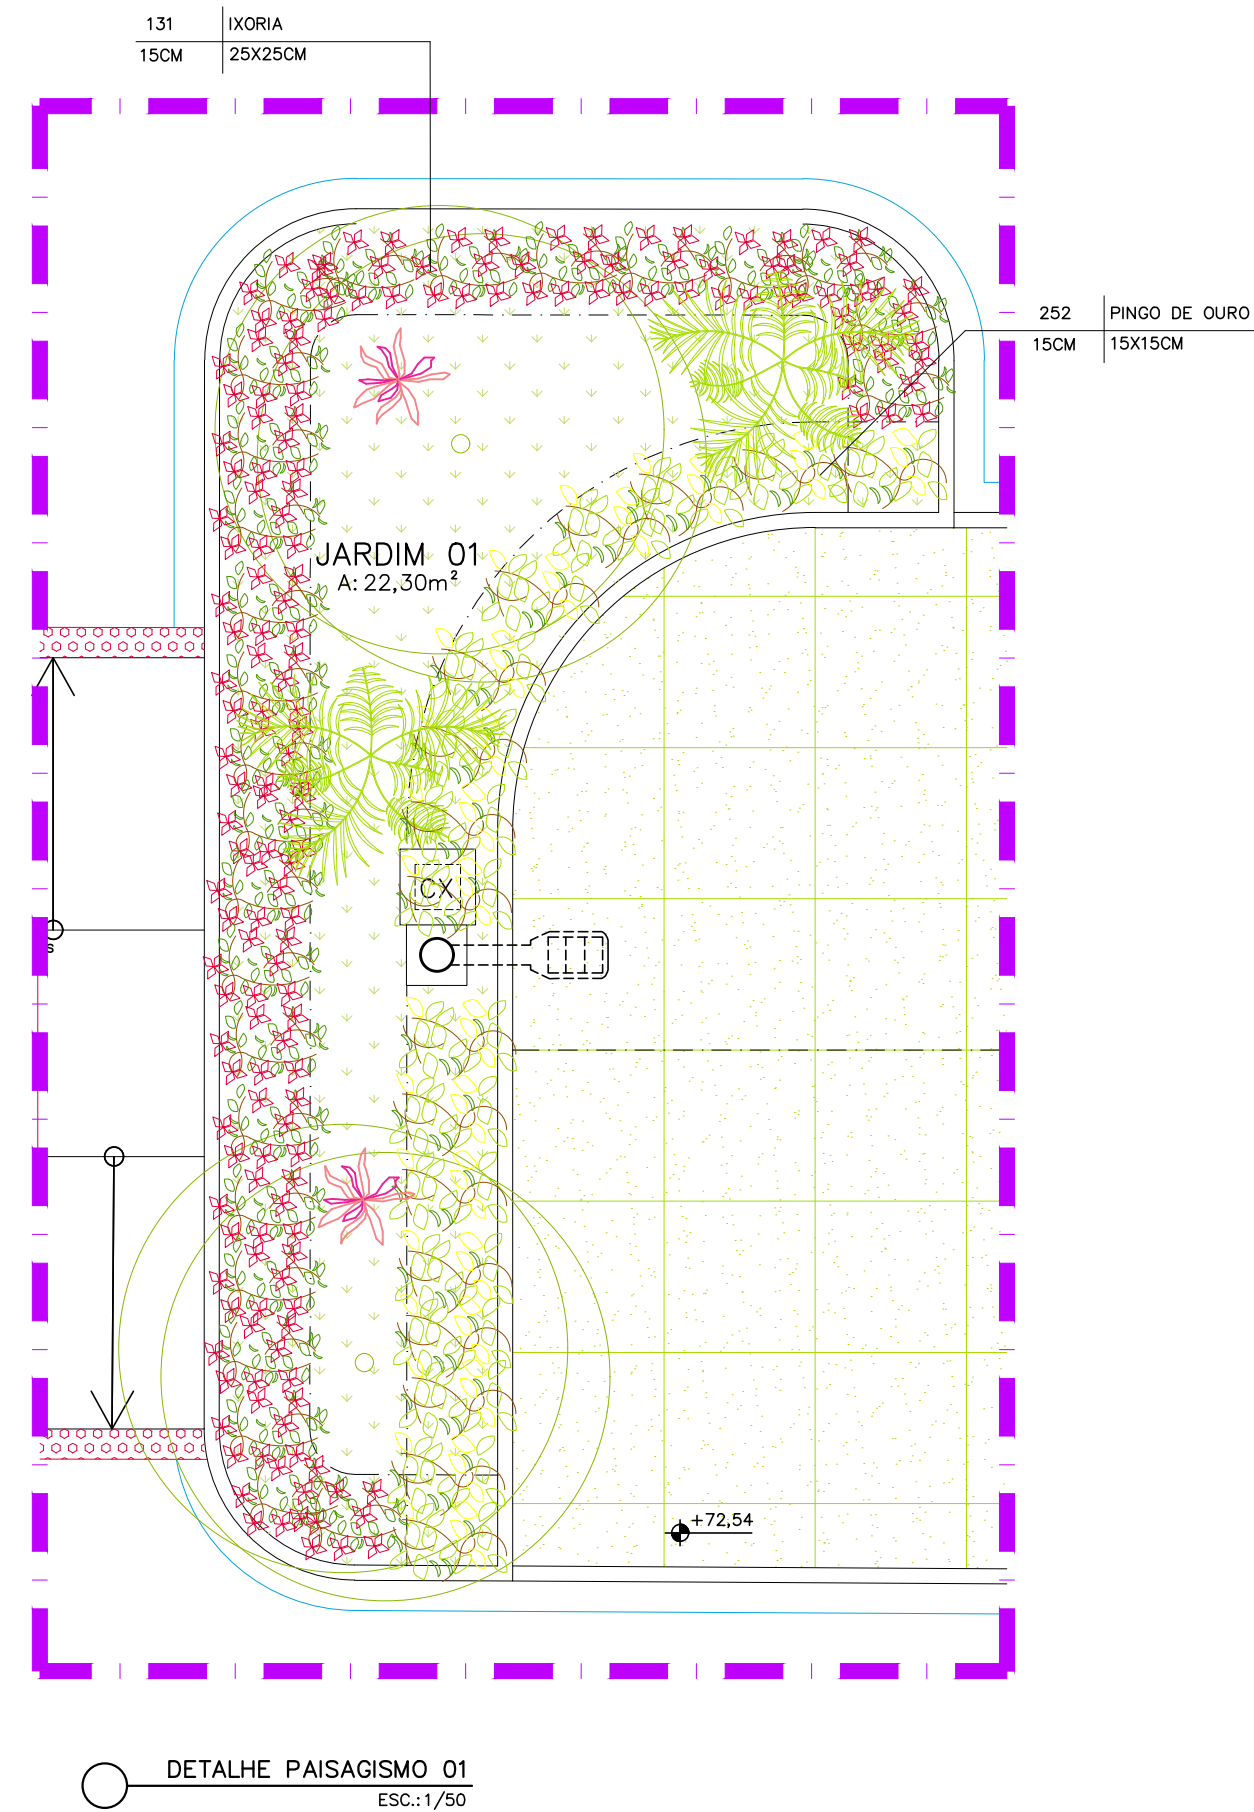 131 IXORIA
15CM 25X25CM
252 PINGO DE OURO
15CM 15X15CM
JARDIM 01
A: 22,30m²
CX
s
+72,54
DETALHE PAISAGISMO 01
ESC.: 1/50